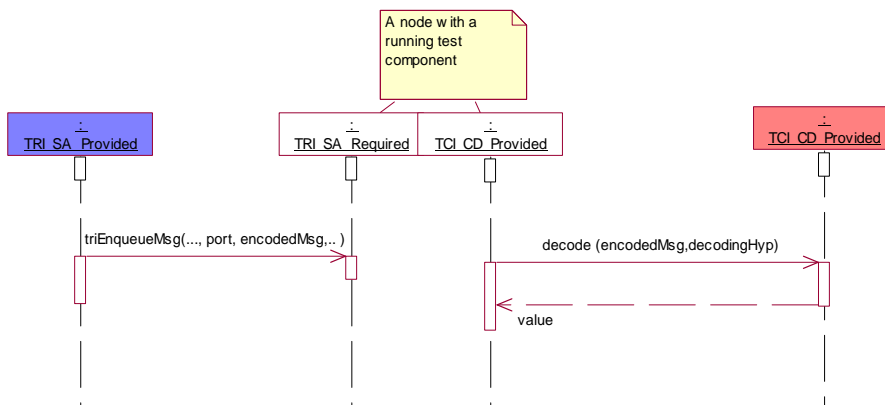 A node with a
running test
component
:
TRI_SA_Provided
:
TRI_SA_Required
:
TCI_CD_Provided
:
TCI_CD_Provided
triEnqueueMsg(..., port, encodedMsg,.. )
decode (encodedMsg,decodingHyp)
value